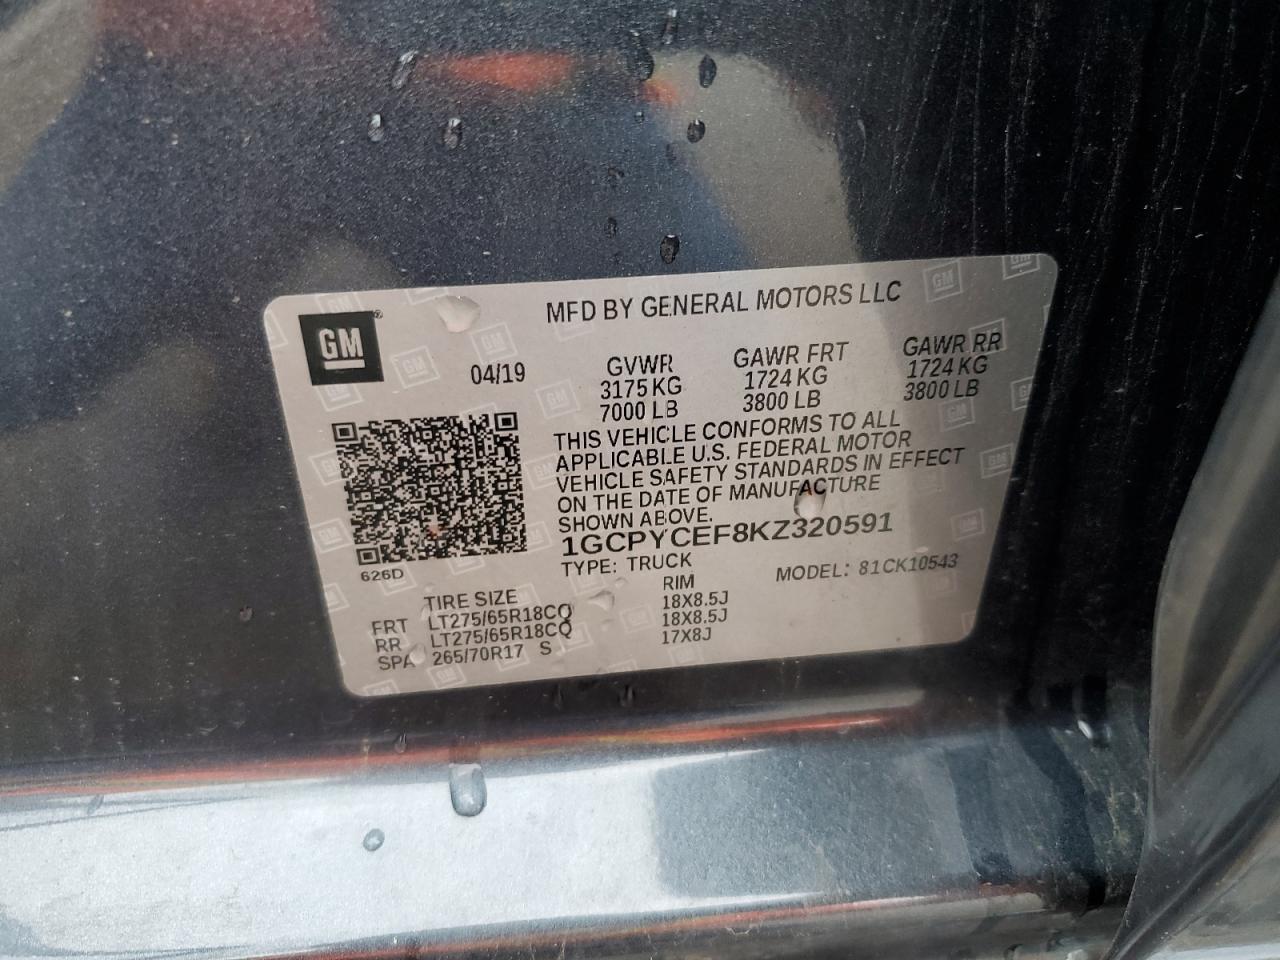 MFD BY GENERAL MOTORS LLC
GM®
04/19
GVWR GAWR FRT GAWR RR
3175 KG 1724 KG 1724 KG
7000 LB 3800 LB 3800 LB
THIS VEHICLE CONFORMS TO ALL
APPLICABLE U.S. FEDERAL MOTOR
VEHICLE SAFETY STANDARDS IN EFFECT
ON THE DATE OF MANUFACTURE
SHOWN ABOVE.
1GCPYCEF8KZ320591
626D
TYPE: TRUCK MODEL: 81CK10543
TIRE SIZE RIM
FRT LT275/65R18CQ 18X8.5J
RR LT275/65R18CQ 18X8.5J
SPA 265/70R17 S 17X8J